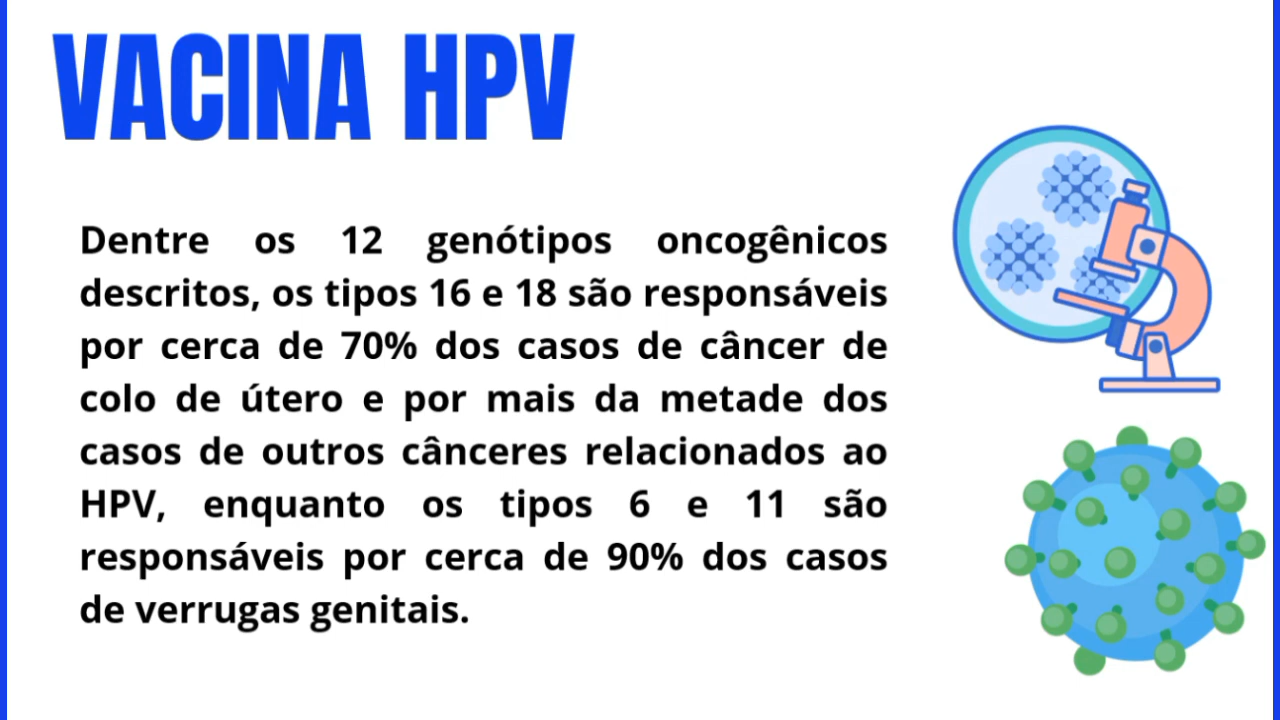 VACINA HPV
Dentre os 12 genótipos oncogênicos
descritos, os tipos 16 e 18 são responsáveis
por cerca de 70% dos casos de câncer de
colo de útero e por mais da metade dos
casos de outros cânceres relacionados ao
HPV, enquanto os tipos 6 e 11 são
responsáveis por cerca de 90% dos casos
de verrugas genitais.